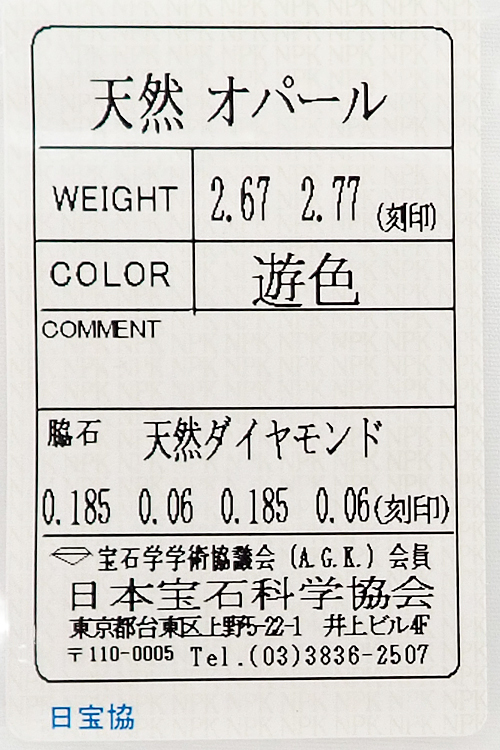 天然 オパール
WEIGHT 2.67 2.77 (刻印)
COLOR 遊色
COMMENT
脇石 天然ダイヤモンド
0.185 0.06 0.185 0.06(刻印)
宝石学学術協議会 (A.G.K.) 会員
日本宝石科学協会
東京都台東区上野5-22-1 井上ビル4F
〒110-0005 Tel.(03)3836-2507
日宝協